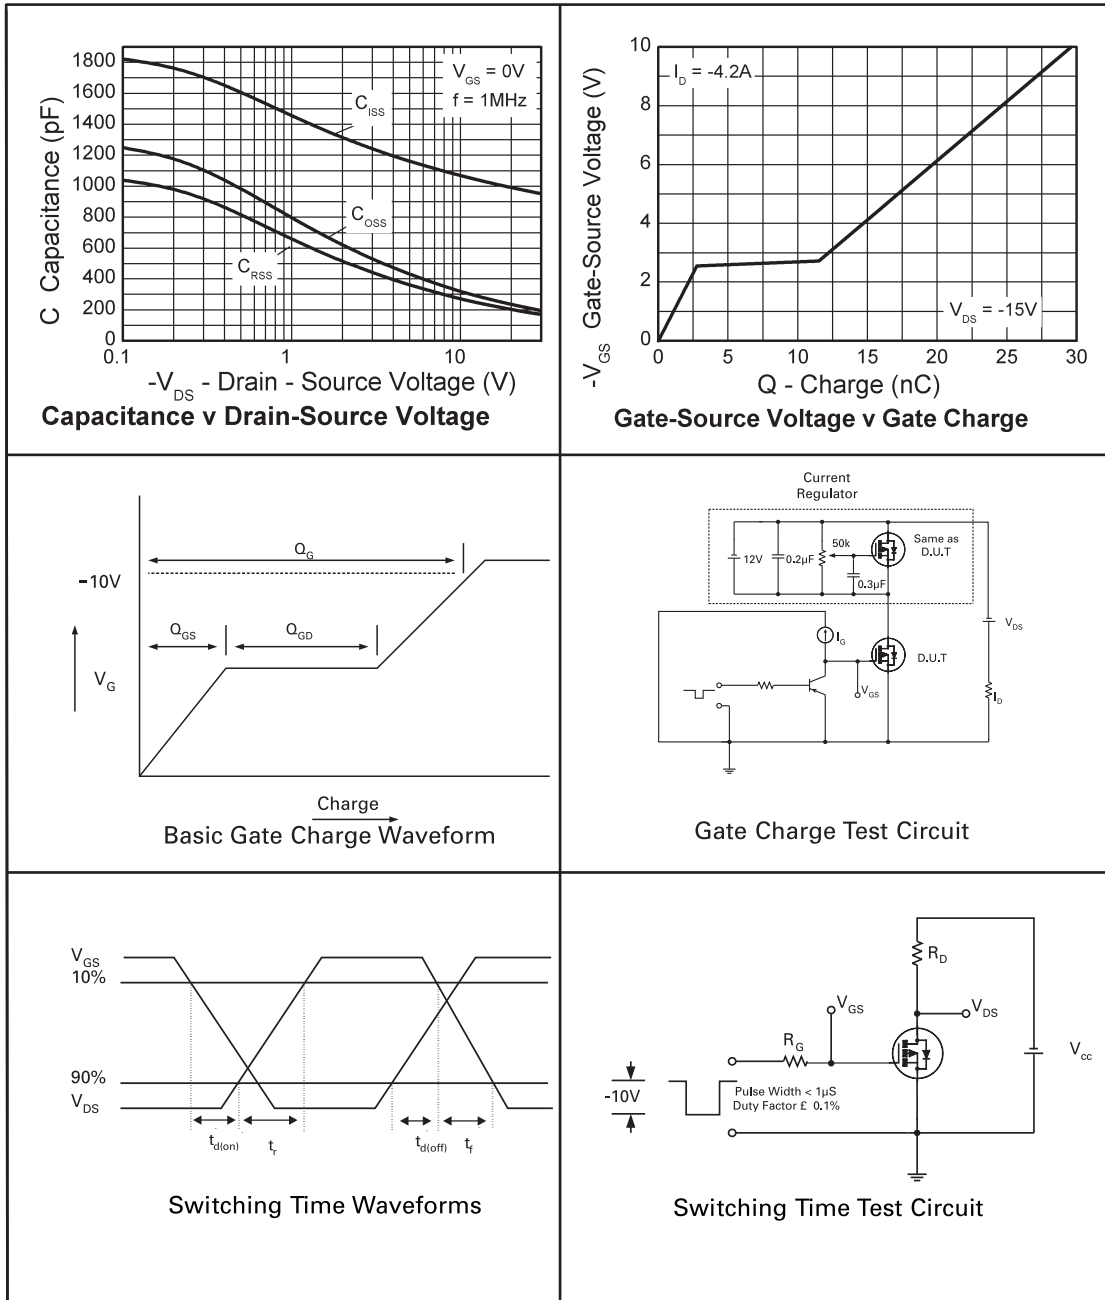 1800
1600
1400
1200
1000
800
600
400
200
0
C Capacitance (pF)
VGS = 0V
f = 1MHz
CISS
COSS
CRSS
0.1
1
10
-VDS - Drain - Source Voltage (V)
Capacitance v Drain-Source Voltage
10
8
6
4
2
0
-VGS Gate-Source Voltage (V)
ID = -4.2A
VDS = -15V
0
5
10
15
20
25
30
Q - Charge (nC)
Gate-Source Voltage v Gate Charge
QG
-10V
QGS
QGD
VG
Charge
Basic Gate Charge Waveform
Current
Regulator
12V
0.2µF
50k
0.3µF
Same as
D.U.T
IG
VDS
D.U.T
VGS
ID
Gate Charge Test Circuit
VGS
10%
90%
VDS
td(on)
tr
td(off)
tf
Switching Time Waveforms
RD
VGS
VDS
RG
Vcc
-10V
Pulse Width < 1µS
Duty Factor £ 0.1%
Switching Time Test Circuit